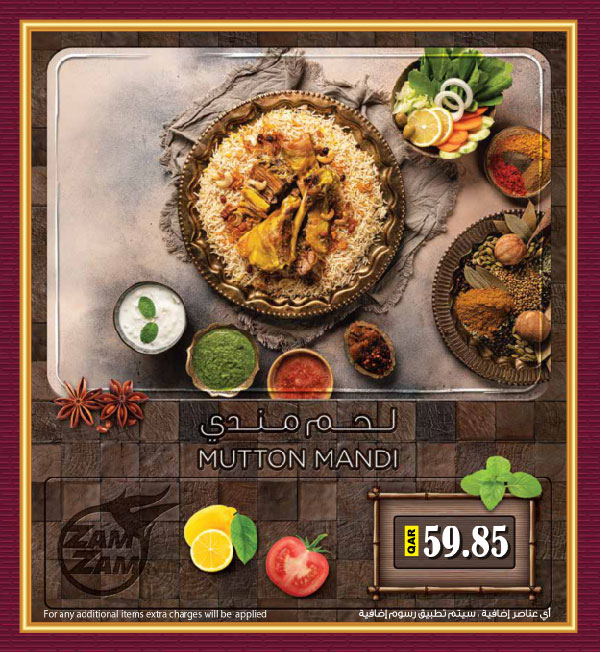 لحم مندي
MUTTON MANDI
ZAM
ZAM
QAR 59.85
For any additional items extra charges will be applied
أي عناصر إضافية ، سيتم تطبيق رسوم إضافية